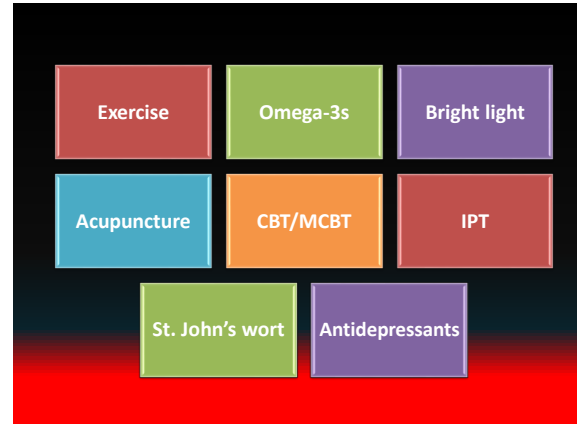 Exercise
Omega-3s
Bright light
Acupuncture
CBT/MCBT
IPT
St. John’s wort
Antidepressants